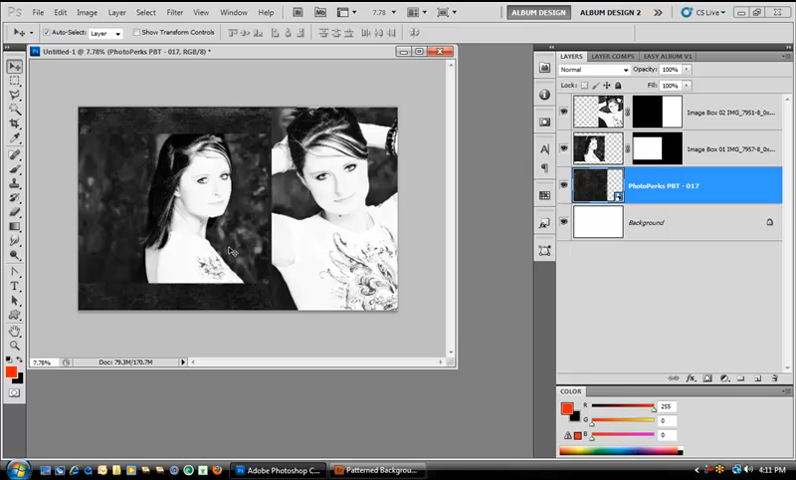 Ps File Edit Image Layer Select Filter View Window Help 7.78 ALBUM DESIGN ALBUM DESIGN 2 CS Live
Auto-Select: Layer Show Transform Controls
Untitled-1 @ 7.78% (PhotoPerks PBT - 017, RGB/8) *
7.78% Doc: 79.3M/170.7M
LAYERS LAYER COMPS EASY ALBUM V1
Normal Opacity: 100%
Lock: Fill: 100%
Image Box 02 IMG_7951-8_0x...
Image Box 01 IMG_7957-8_0x...
PhotoPerks PBT - 017
Background
fx
COLOR
R 255
G 0
B 0
Adobe Photoshop C... Patterned Backgrou... 4:11 PM